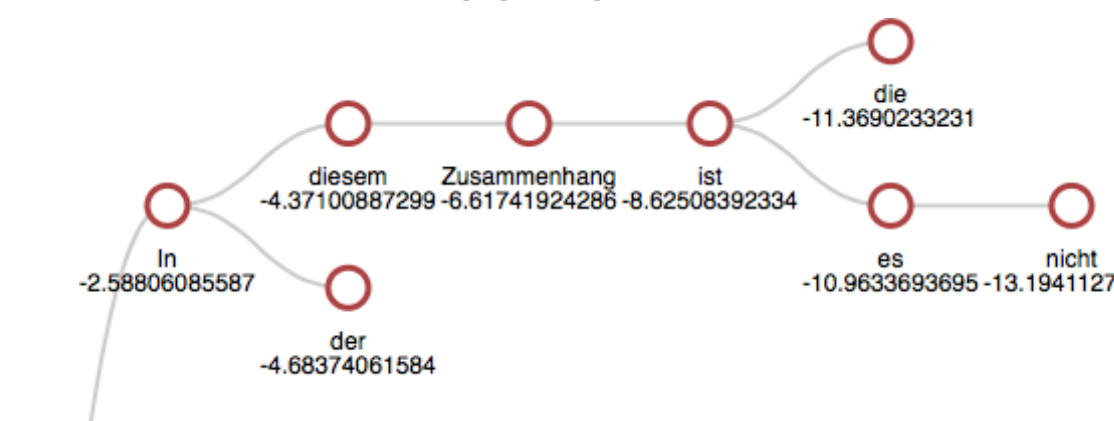 die
-11.3690233231
diesem
-4.37100887299
Zusammenhang
-6.61741924286
ist
-8.62508392334
In
-2.58806085587
es
-10.9633693695
nicht
-13.1941127
der
-4.68374061584